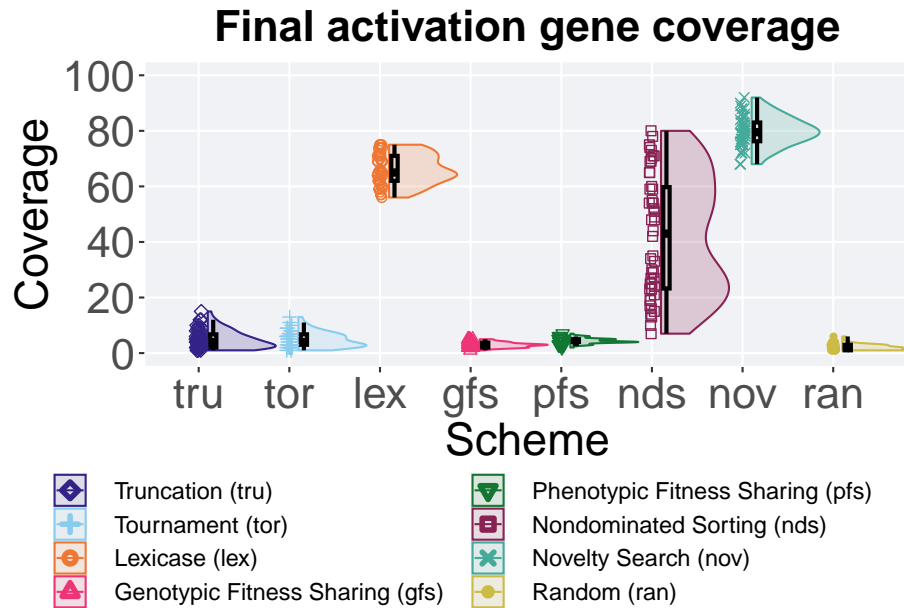 Final activation gene coverage
Coverage
100
80
60
40
20
0
tru tor lex gfs pfs nds nov ran
Scheme
Truncation (tru)
Tournament (tor)
Lexicase (lex)
Genotypic Fitness Sharing (gfs)
Phenotypic Fitness Sharing (pfs)
Nondominated Sorting (nds)
Novelty Search (nov)
Random (ran)